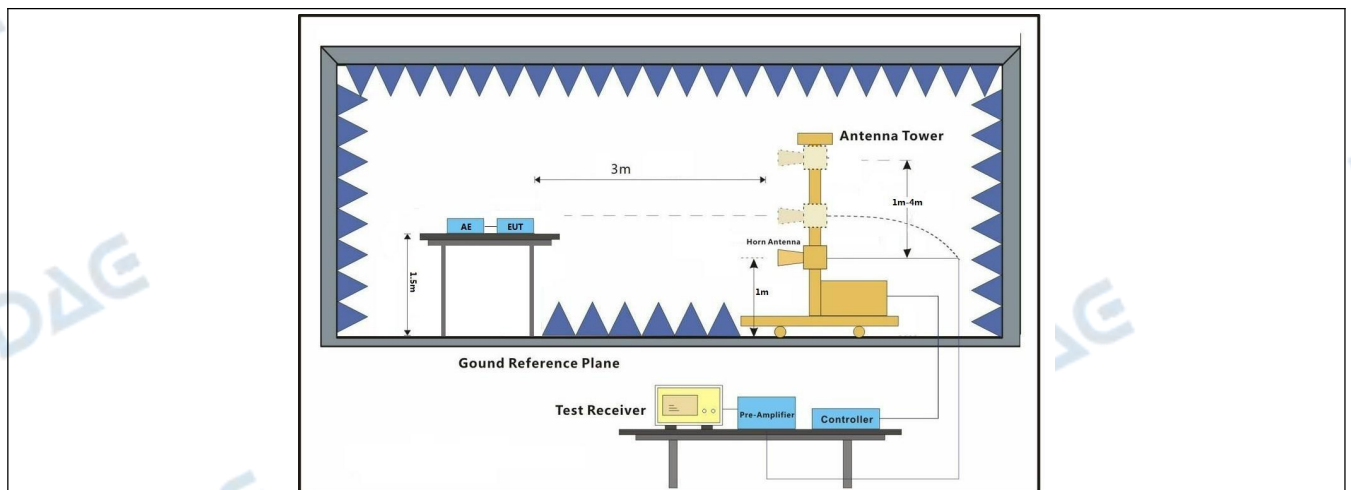 Antenna Tower
3m
1m-4m
AE
EUT
Horn Antenna
1.5m
1m
Gound Reference Plane
Test Receiver
Pre-Amplifier
Controller
DAE